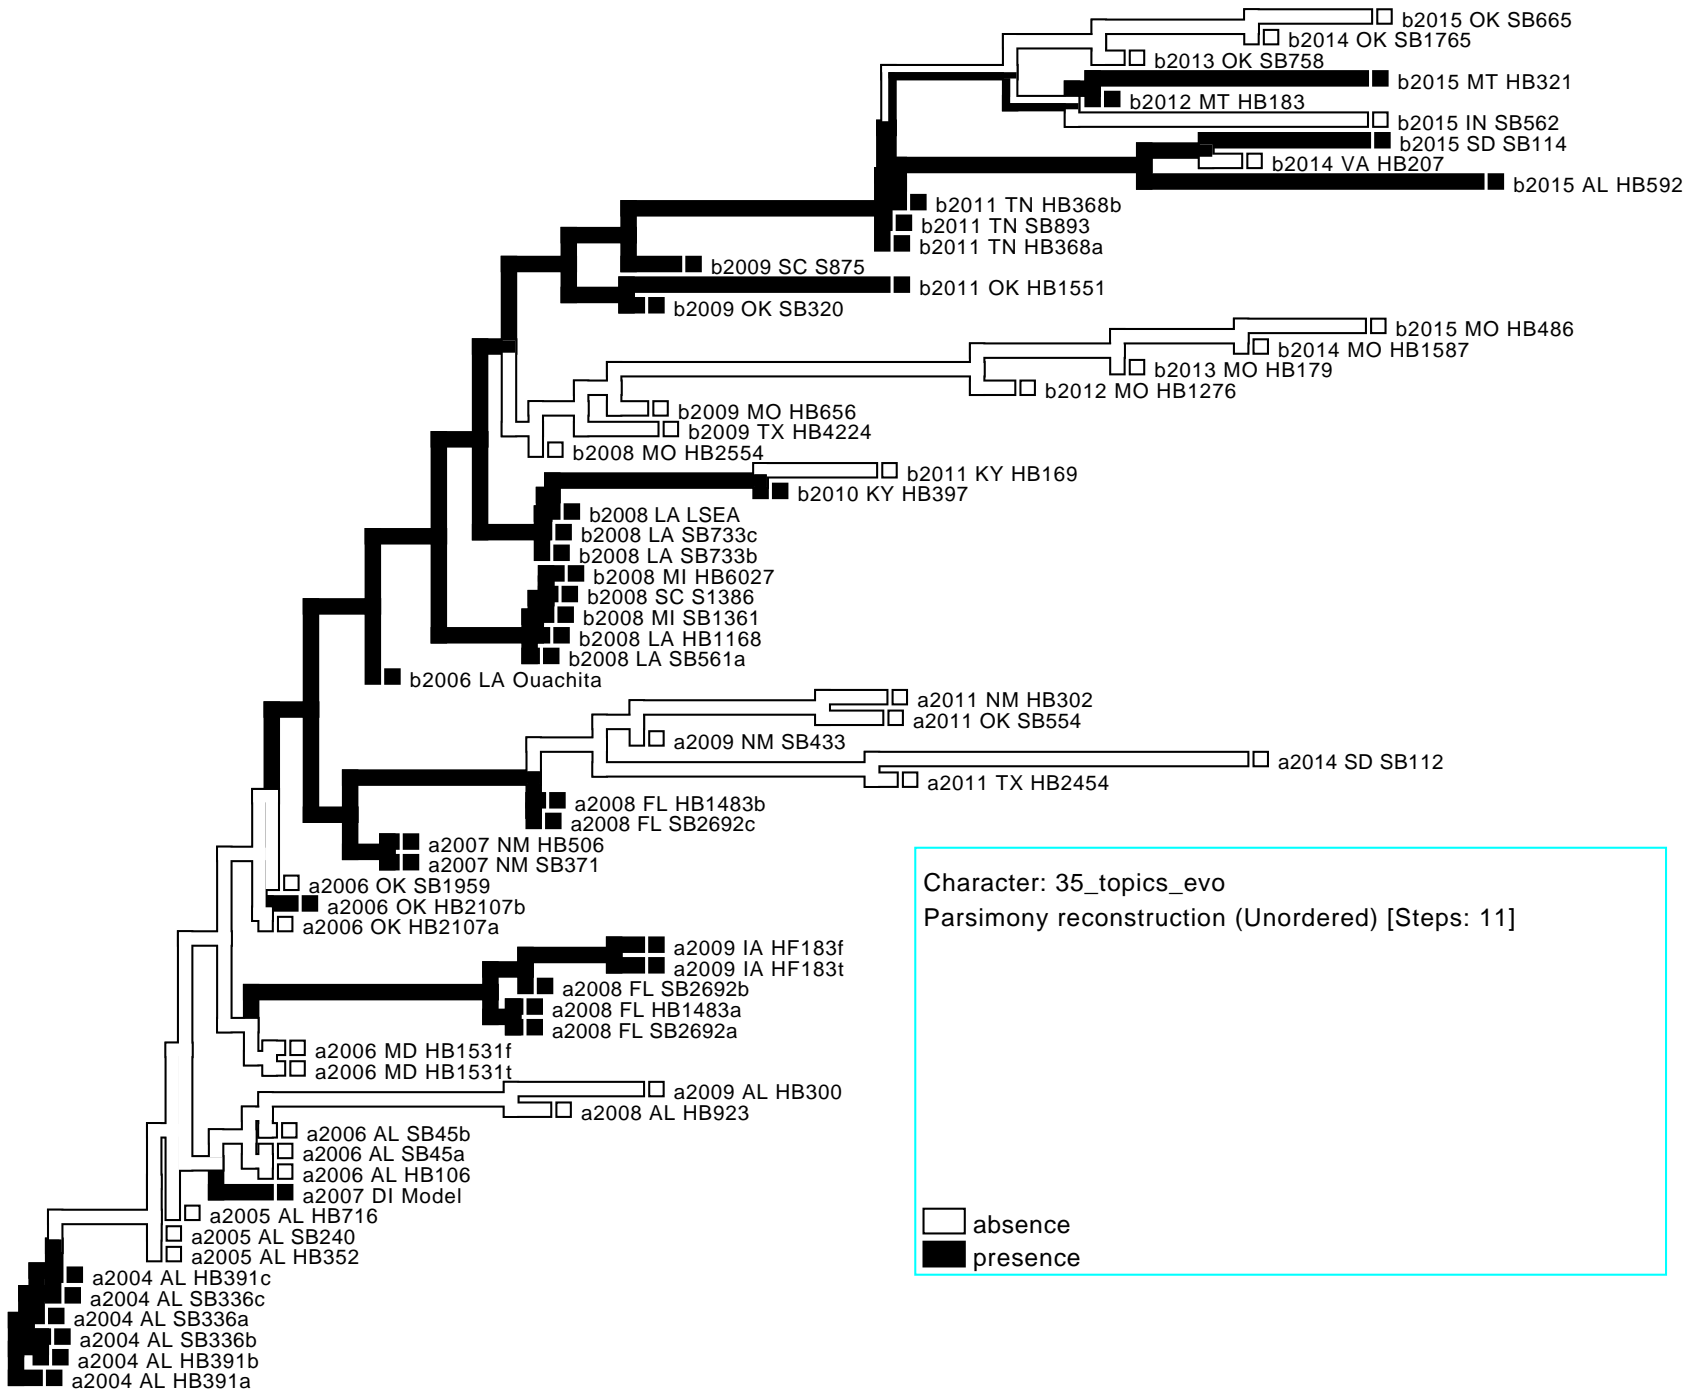 b2015 OK SB665
b2014 OK SB1765
b2013 OK SB758
b2015 MT HB321
b2012 MT HB183
b2015 IN SB562
b2015 SD SB114
b2014 VA HB207
b2015 AL HB592
b2011 TN HB368b
b2011 TN SB893
b2011 TN HB368a
b2009 SC S875
b2011 OK HB1551
b2009 OK SB320
b2015 MO HB486
b2014 MO HB1587
b2013 MO HB179
b2012 MO HB1276
b2009 MO HB656
b2009 TX HB4224
b2008 MO HB2554
b2011 KY HB169
b2010 KY HB397
b2008 LA LSEA
b2008 LA SB733c
b2008 LA SB733b
b2008 MI HB6027
b2008 SC S1386
b2008 MI SB1361
b2008 LA HB1168
b2008 LA SB561a
b2006 LA Ouachita
a2011 NM HB302
a2011 OK SB554
a2009 NM SB433
a2014 SD SB112
a2011 TX HB2454
a2008 FL HB1483b
a2008 FL SB2692c
a2007 NM HB506
a2007 NM SB371
a2006 OK SB1959
a2006 OK HB2107b
a2006 OK HB2107a
a2009 IA HF183f
a2009 IA HF183t
a2008 FL SB2692b
a2008 FL HB1483a
a2008 FL SB2692a
a2006 MD HB1531f
a2006 MD HB1531t
a2009 AL HB300
a2008 AL HB923
a2006 AL SB45b
a2006 AL SB45a
a2006 AL HB106
a2007 DI Model
a2005 AL HB716
a2005 AL SB240
a2005 AL HB352
a2004 AL HB391c
a2004 AL SB336c
a2004 AL SB336a
a2004 AL SB336b
a2004 AL HB391b
a2004 AL HB391a
Character: 35_topics_evo
Parsimony reconstruction (Unordered) [Steps: 11]
absence
presence